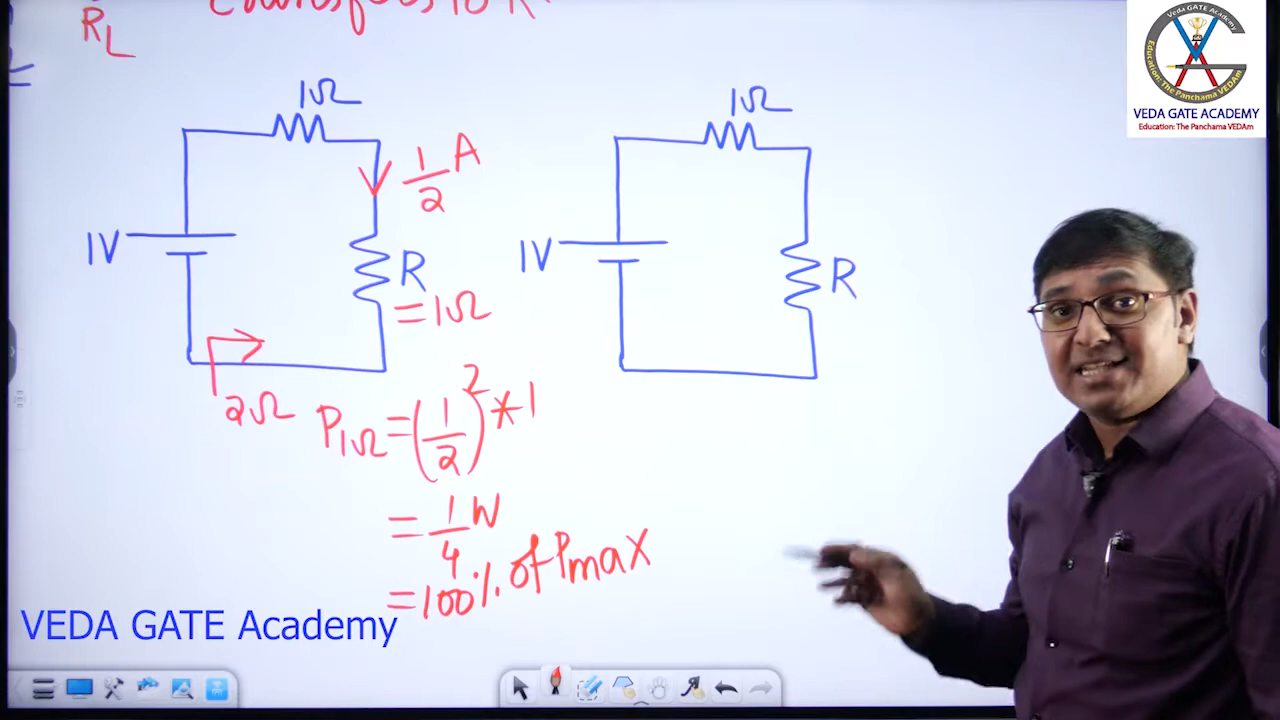 R_L
1Ω
1/2 A
1V
R
= 1Ω
2Ω
P_1Ω = (1/2)^2 * 1
= 1/4 W
= 100% of Pmax
1Ω
1V
R
VEDA GATE Academy
Veda GATE Academy
Education: The Panchama VEDAm
VEDA GATE ACADEMY
Education: The Panchama VEDAm